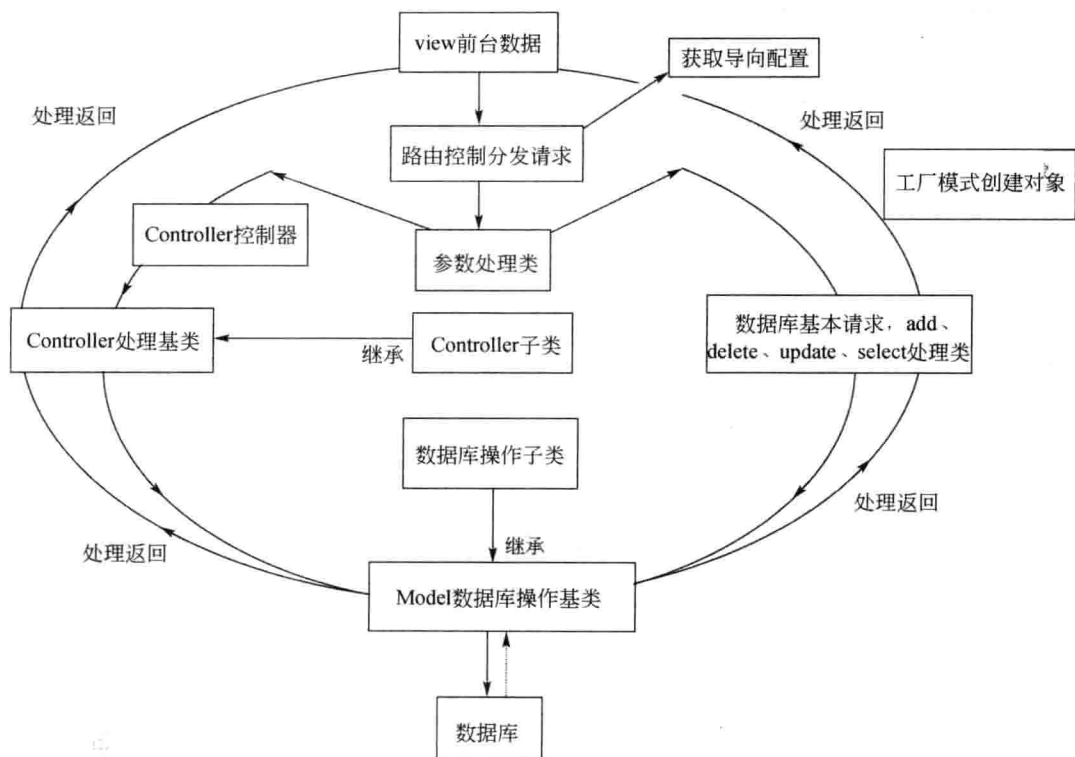 view前台数据
获取导向配置
处理返回
处理返回
路由控制分发请求
工厂模式创建对象
Controller控制器
参数处理类
Controller处理基类
继承
Controller子类
数据库基本请求，add、
delete、update、select处理类
数据库操作子类
处理返回
处理返回
继承
Model数据库操作基类
数据库